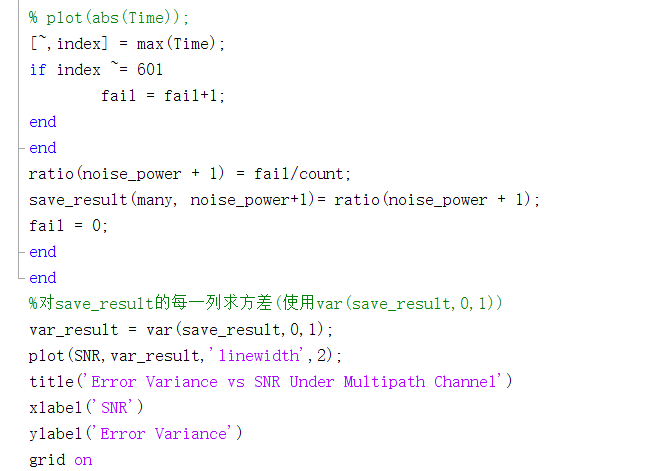 % plot(abs(Time));
[~,index] = max(Time);
if index ~= 601
fail = fail+1;
end
end
ratio(noise_power + 1) = fail/count;
save_result(many, noise_power+1)= ratio(noise_power + 1);
fail = 0;
end
end
%对save_result的每一列求方差(使用var(save_result,0,1))
var_result = var(save_result,0,1);
plot(SNR,var_result,'linewidth',2);
title('Error Variance vs SNR Under Multipath Channel')
xlabel('SNR')
ylabel('Error Variance')
grid on